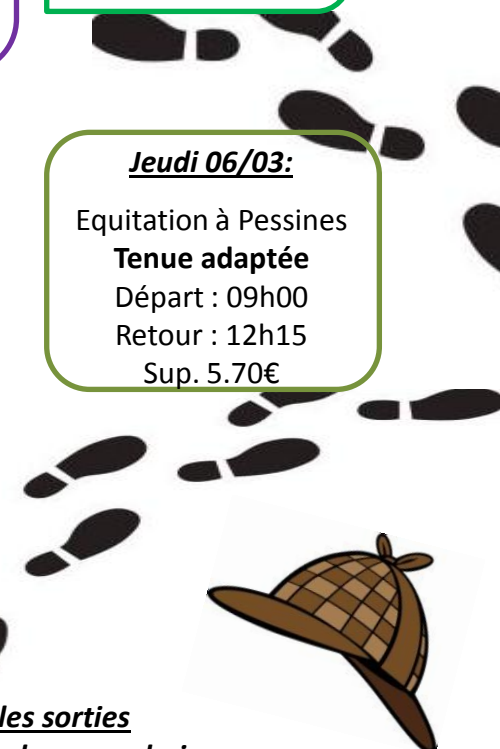 Jeudi 06/03:
Equitation à Pessines
Tenue adaptée
Départ : 09h00
Retour : 12h15
Sup. 5.70€
les sorties